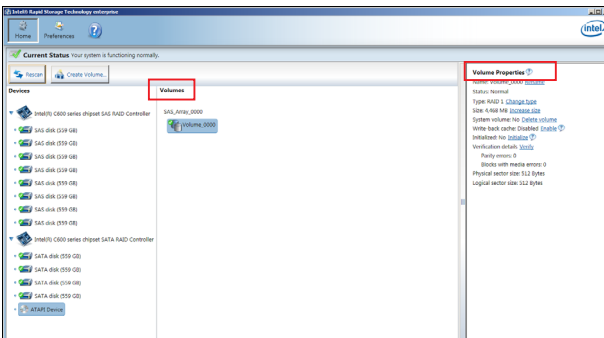 Intel® Rapid Storage Technology enterprise
Home
Preferences
intel
Current Status Your system is functioning normally.
Rescan
Create Volume...
Devices
Intel(R) C600 series chipset SAS RAID Controller
SAS disk (559 GB)
SAS disk (559 GB)
SAS disk (559 GB)
SAS disk (559 GB)
SAS disk (559 GB)
SAS disk (559 GB)
SAS disk (559 GB)
SAS disk (559 GB)
Intel(R) C600 series chipset SATA RAID Controller
SATA disk (559 GB)
SATA disk (559 GB)
SATA disk (559 GB)
SATA disk (559 GB)
ATAPI Device
Volumes
SAS_Array_0000
Volume_0000
Volume Properties
Name: Volume_0000 Rename
Status: Normal
Type: RAID 1 Change type
Size: 4,468 MB Increase size
System volume: No Delete volume
Write-back cache: Disabled Enable
Initialized: No Initialize
Verification details Verify
Parity errors: 0
Blocks with media errors: 0
Physical sector size: 512 Bytes
Logical sector size: 512 Bytes